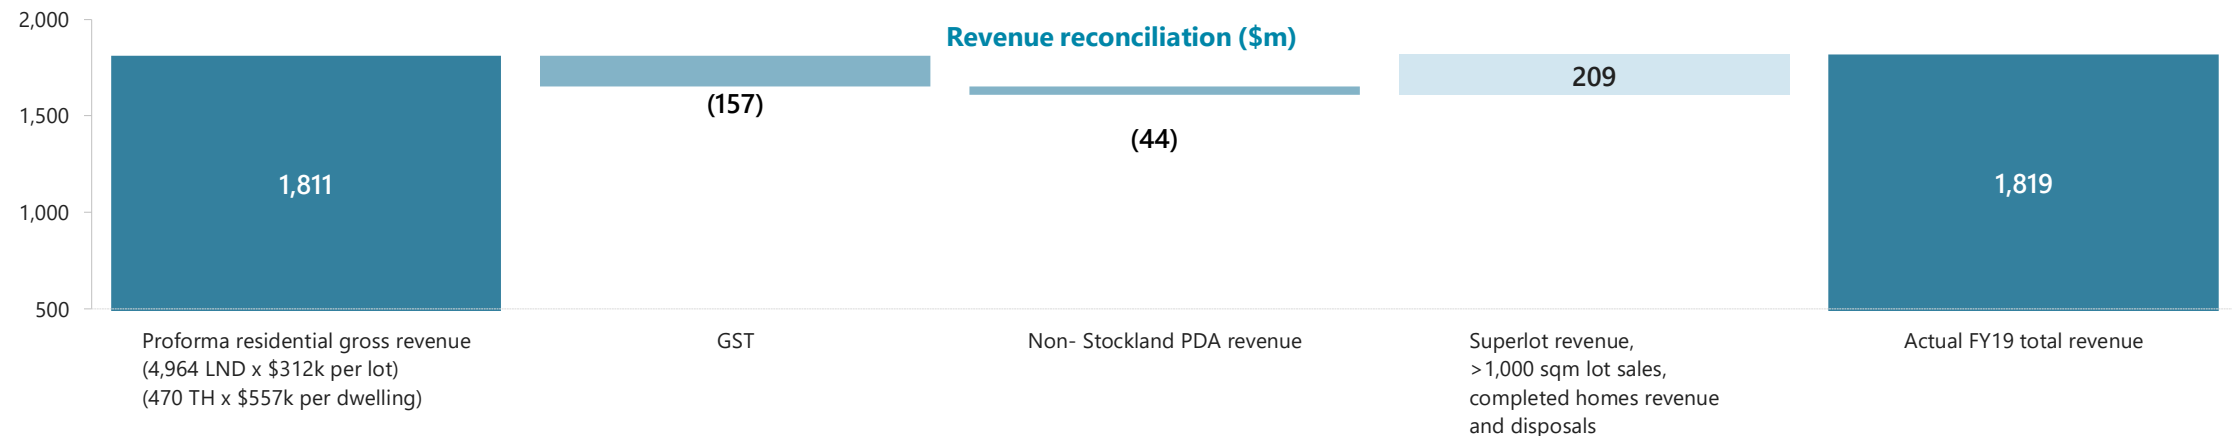 Revenue reconciliation ($m)
2,000
1,500
1,000
500
1,811
(157)
(44)
209
1,819
Proforma residential gross revenue
(4,964 LND x $312k per lot)
(470 TH x $557k per dwelling)
GST
Non- Stockland PDA revenue
Superlot revenue,
>1,000 sqm lot sales,
completed homes revenue
and disposals
Actual FY19 total revenue